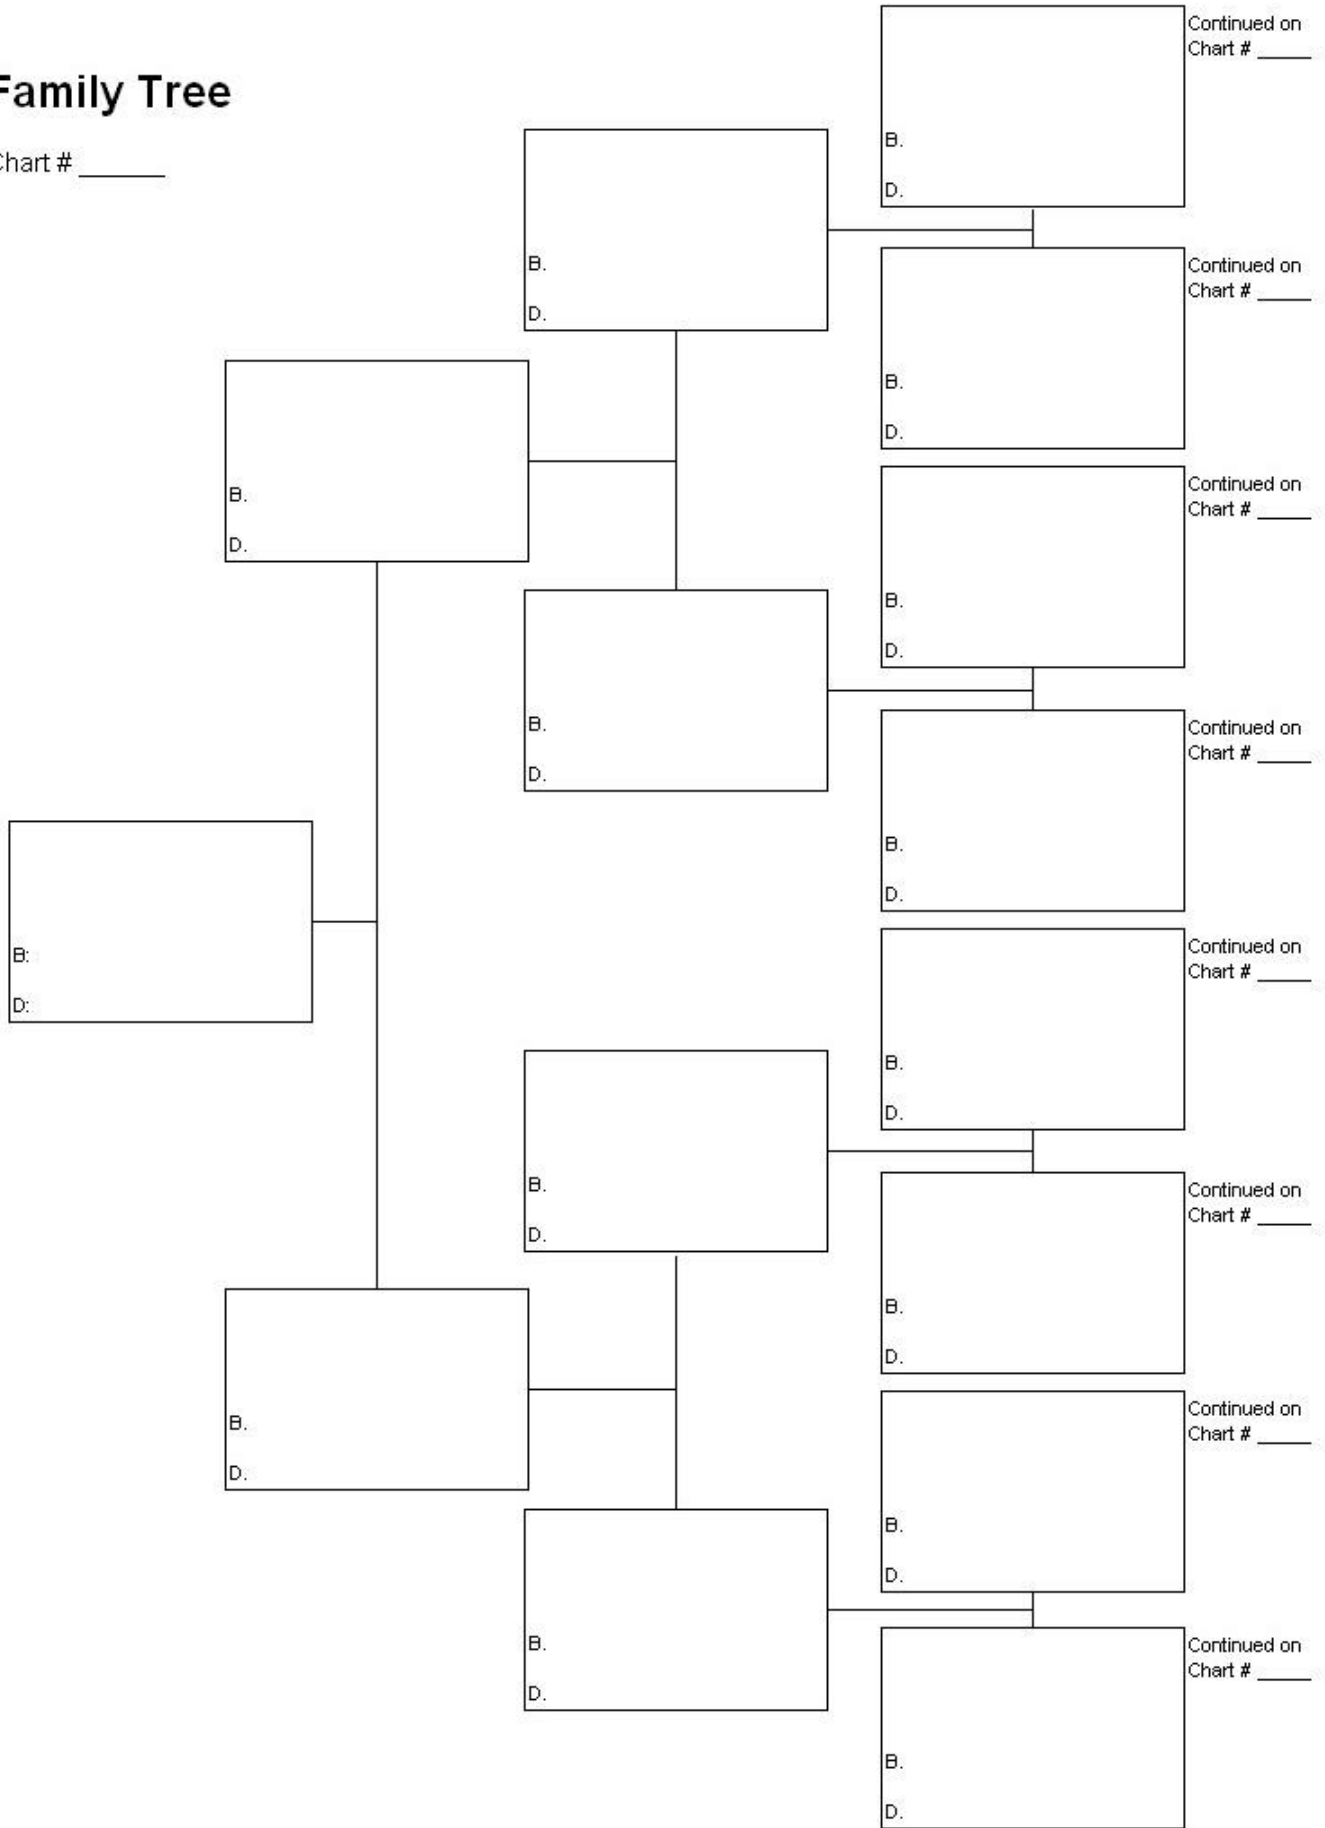 Family Tree
Chart # ______
Continued on
Chart # _____
B.
D.
B.
D.
Continued on
Chart # _____
B.
D.
B.
D.
Continued on
Chart # _____
B.
D.
B.
D.
Continued on
Chart # _____
B.
D.
B:
D:
Continued on
Chart # _____
B.
D.
B.
D.
Continued on
Chart # _____
B.
D.
B.
D.
Continued on
Chart # _____
B.
D.
B.
D.
Continued on
Chart # _____
B.
D.